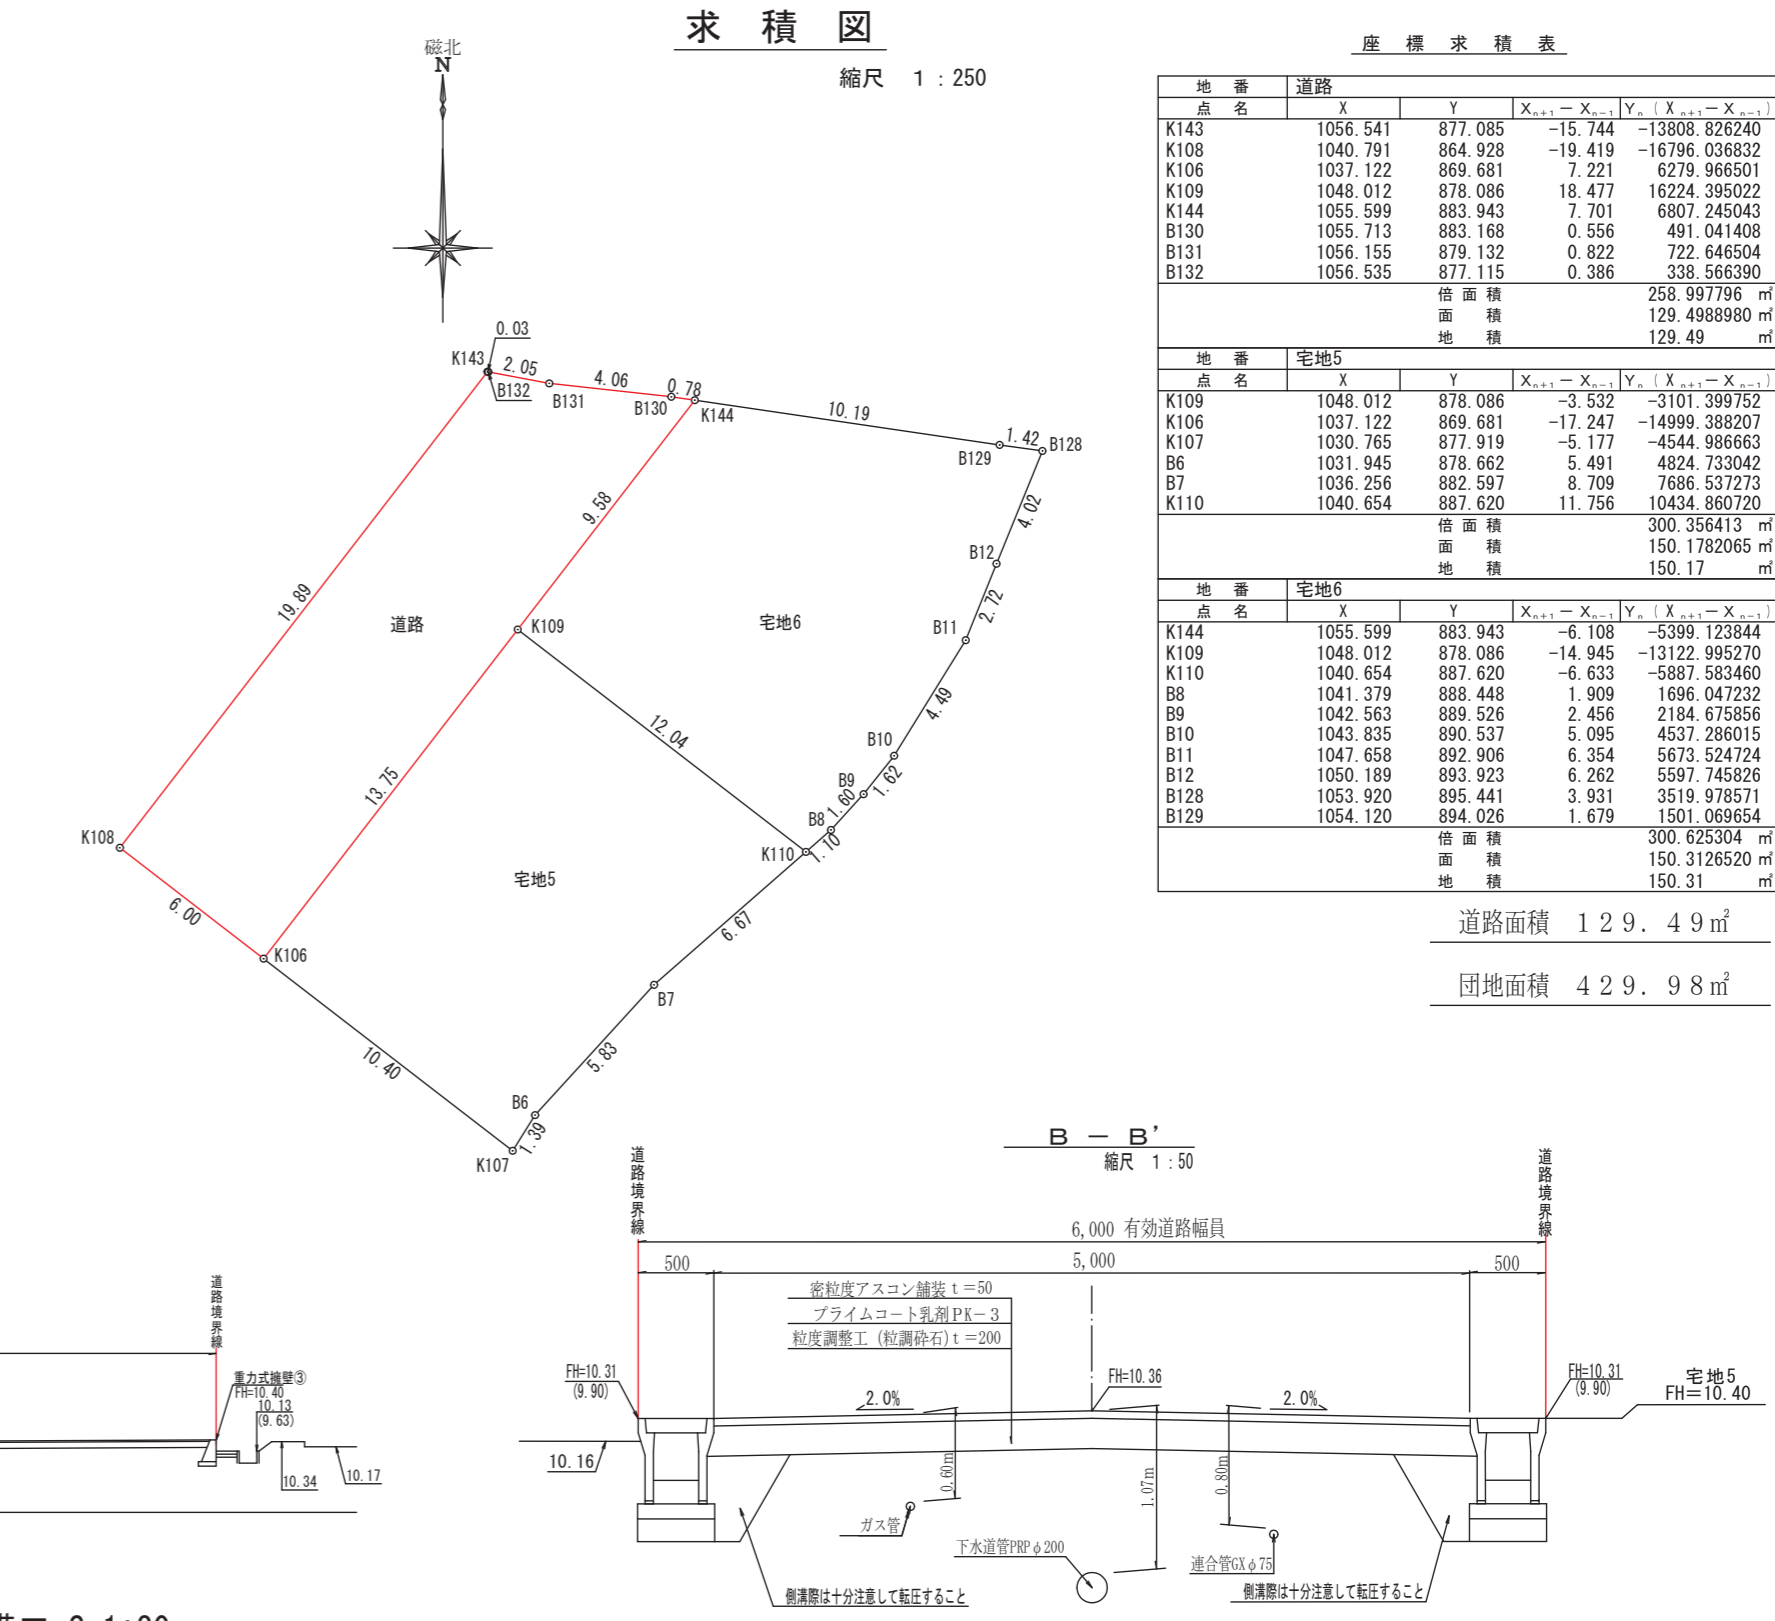 求 積 図
縮尺 1 : 250
磁北
N
0.03
K143
2.05
B132
B131
4.06
B130
0.78
K144
10.19
B129
1.42
B128
4.02
B12
2.72
B11
4.49
B10
1.62
B9
1.60
B8
1.10
K110
9.58
19.89
道路
宅地6
K109
12.04
13.75
K108
6.00
K106
宅地5
6.67
B7
5.83
10.40
B6
1.39
K107
座 標 求 積 表
地 番 道路
点 名 X Y Xn+1 − Xn-1 Yn ( Xn+1 − Xn-1 )
K143 1056.541 877.085 -15.744 -13808.826240
K108 1040.791 864.928 -19.419 -16796.036832
K106 1037.122 869.681 7.221 6279.966501
K109 1048.012 878.086 18.477 16224.395022
K144 1055.599 883.943 7.701 6807.245043
B130 1055.713 883.168 0.556 491.041408
B131 1056.155 879.132 0.822 722.646504
B132 1056.535 877.115 0.386 338.566390
倍 面 積 258.997796 ㎡
面 積 129.4988980 ㎡
地 積 129.49 ㎡
地 番 宅地5
点 名 X Y Xn+1 − Xn-1 Yn ( Xn+1 − Xn-1 )
K109 1048.012 878.086 -3.532 -3101.399752
K106 1037.122 869.681 -17.247 -14999.388207
K107 1030.765 877.919 -5.177 -4544.986663
B6 1031.945 878.662 5.491 4824.733042
B7 1036.256 882.597 8.709 7686.537273
K110 1040.654 887.620 11.756 10434.860720
倍 面 積 300.356413 ㎡
面 積 150.1782065 ㎡
地 積 150.17 ㎡
地 番 宅地6
点 名 X Y Xn+1 − Xn-1 Yn ( Xn+1 − Xn-1 )
K144 1055.599 883.943 -6.108 -5399.123844
K109 1048.012 878.086 -14.945 -13122.995270
K110 1040.654 887.620 -6.633 -5887.583460
B8 1041.379 888.448 1.909 1696.047232
B9 1042.563 889.526 2.456 2184.675856
B10 1043.835 890.537 5.095 4537.286015
B11 1047.658 892.906 6.354 5673.524724
B12 1050.189 893.923 6.262 5597.745826
B128 1053.920 895.441 3.931 3519.978571
B129 1054.120 894.026 1.679 1501.069654
倍 面 積 300.625304 ㎡
面 積 150.3126520 ㎡
地 積 150.31 ㎡
道路面積 129.49㎡
団地面積 429.98㎡
道路境界線
重力式擁壁③
FH=10.40
10.13
(9.63)
10.34
10.17
B － B'
縮尺 1 : 50
道路境界線
道路境界線
6,000 有効道路幅員
500
5,000
500
密粒度アスコン舗装 t＝50
プライムコート乳剤PK－3
粒度調整工（粒調砕石）t＝200
FH=10.31
(9.90)
FH=10.36
FH=10.31
(9.90)
宅地5
FH＝10.40
2.0%
2.0%
10.16
0.60m
1.07m
0.80m
ガス管
下水道管PRPφ200
連合管GXφ75
側溝際は十分注意して転圧すること
側溝際は十分注意して転圧すること